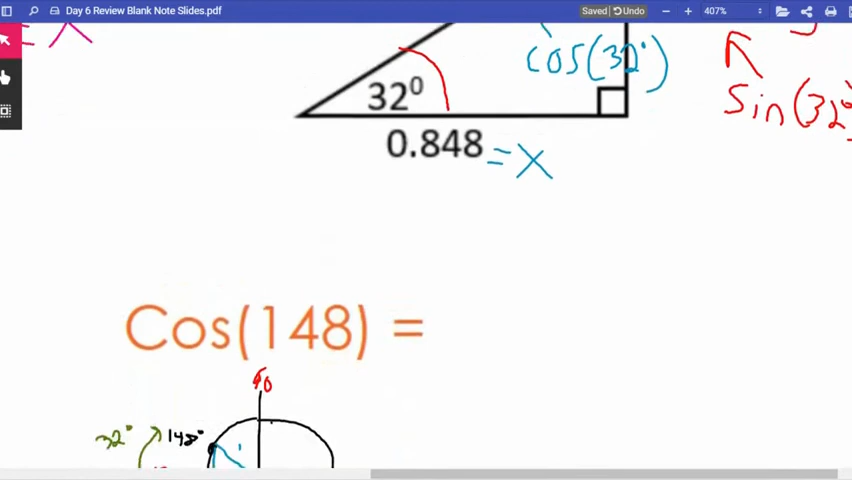 Day 6 Review Blank Note Slides.pdf
Saved Undo
407%
= X
cos(32°)
sin(32°)
32⁰
0.848 = X
Cos(148) =
90
32° 148°